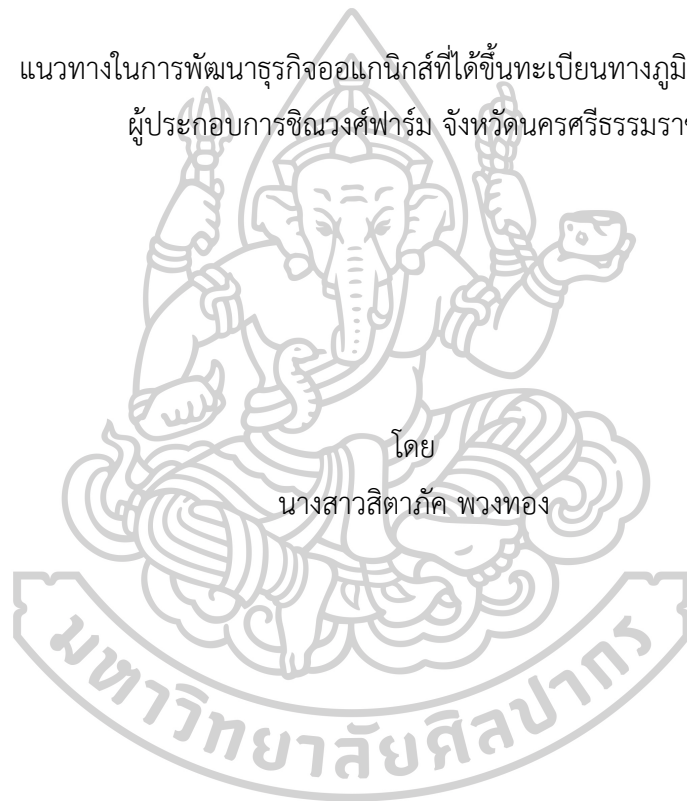 แนวทางในการพัฒนาธุรกิจออแกนิกส์ที่ได้ขึ้นทะเบียนทางภูมิ
ผู้ประกอบการชิณวงศ์ฟาร์ม จังหวัดนครศรีธรรมราช
โดย
นางสาวสิตาภัค พวงทอง
มหาวิทยาลัยศิลปากร